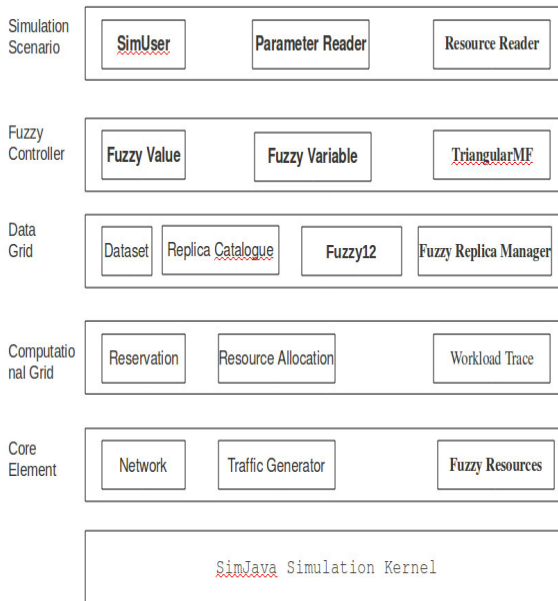 Simulation
Scenario
SimUser
Parameter Reader
Resource Reader
Fuzzy
Controller
Fuzzy Value
Fuzzy Variable
TriangularMF
Data
Grid
Dataset
Replica Catalogue
Fuzzy12
Fuzzy Replica Manager
Computatio
nal Grid
Reservation
Resource Allocation
Workload Trace
Core
Element
Network
Traffic Generator
Fuzzy Resources
SimJava Simulation Kernel